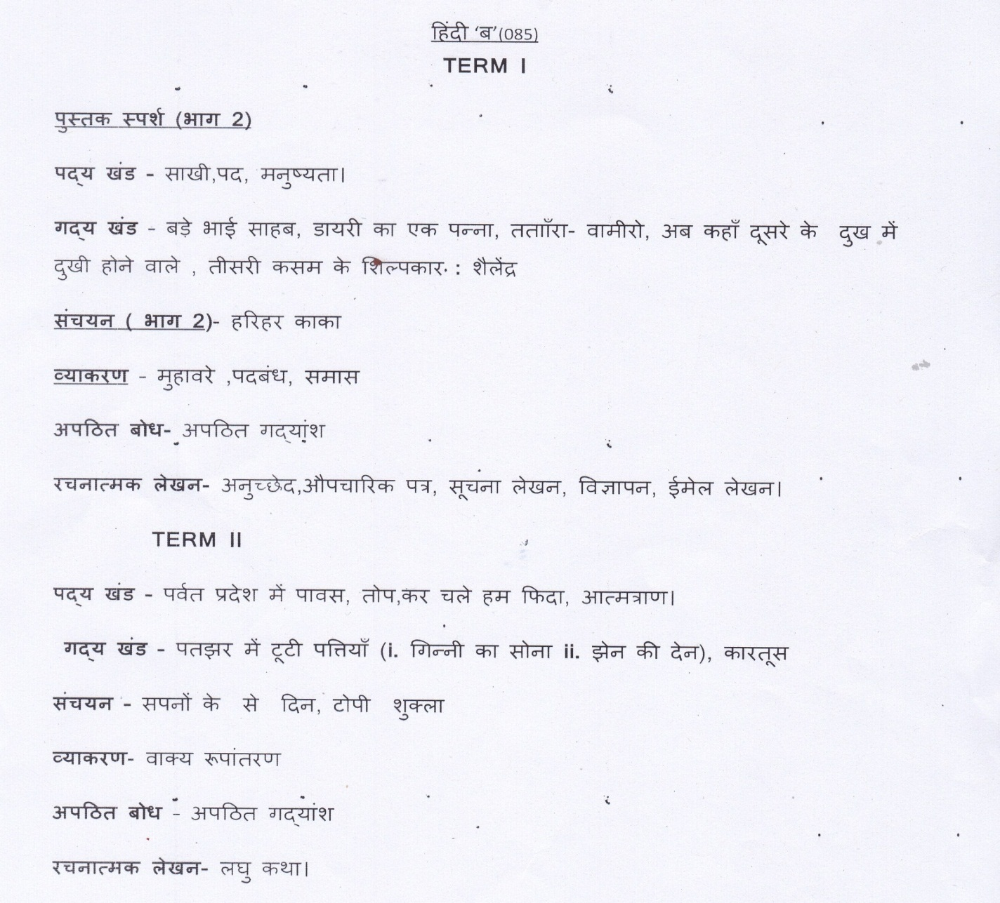 हिंदी ‘ब’(085)
TERM I
पुस्तक स्पर्श (भाग 2)
पद्‌य खंड - साखी,पद, मनुष्यता।
गद्‌य खंड - बड़े भाई साहब, डायरी का एक पन्ना, तताँरा- वामीरो, अब कहाँ दूसरे के दुख में
दुखी होने वाले , तीसरी कसम के शिल्पकार : शैलेंद्र
संचयन ( भाग 2)- हरिहर काका
व्याकरण - मुहावरे ,पदबंध, समास
अपठित बोध- अपठित गद्‌यांश
रचनात्मक लेखन- अनुच्छेद,औपचारिक पत्र, सूचना लेखन, विज्ञापन, ईमेल लेखन।
TERM II
पद्‌य खंड - पर्वत प्रदेश में पावस, तोप,कर चले हम फिदा, आत्मत्राण।
गद्‌य खंड - पतझर में टूटी पत्तियाँ (i. गिन्नी का सोना ii. झेन की देन), कारतूस
संचयन - सपनों के से दिन, टोपी शुक्ला
व्याकरण- वाक्य रूपांतरण
अपठित बोध - अपठित गद्‌यांश
रचनात्मक लेखन- लघु कथा।